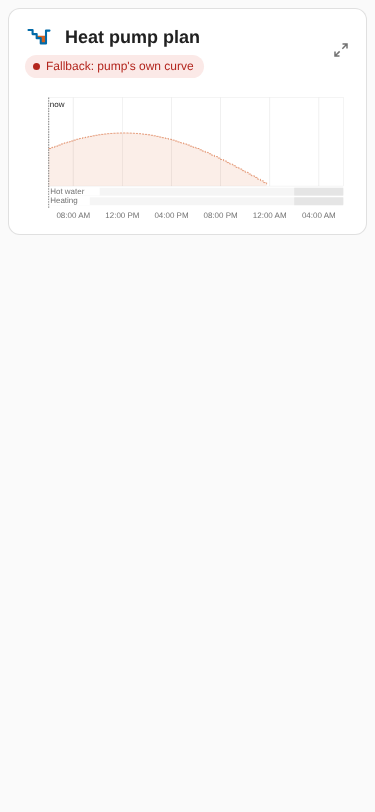 Heat pump plan
Fallback: pump's own curve
now
Hot water
Heating
08:00 AM 12:00 PM 04:00 PM 08:00 PM 12:00 AM 04:00 AM